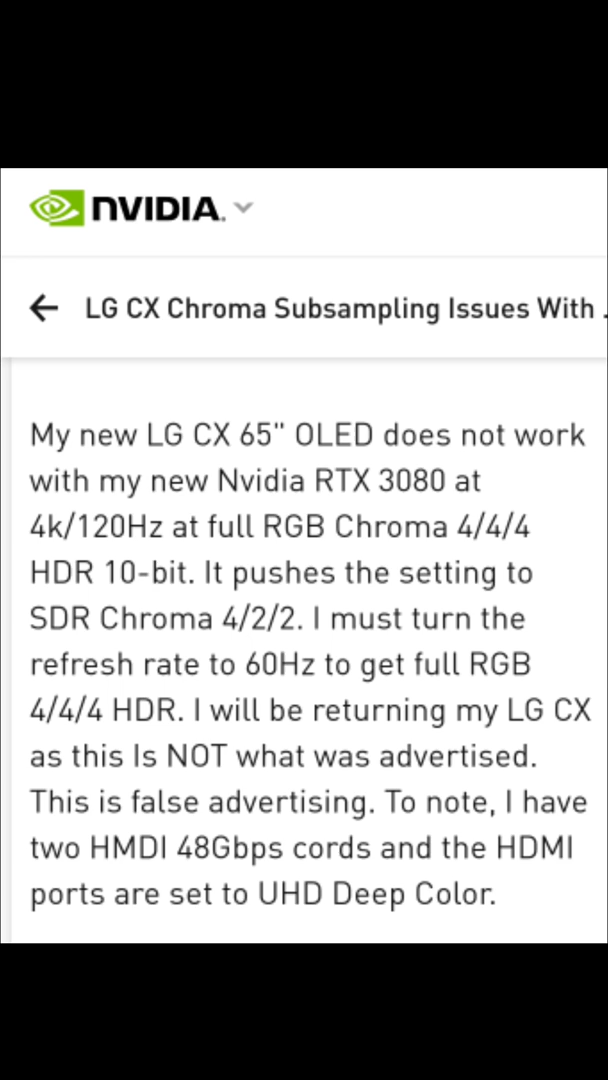 NVIDIA.
LG CX Chroma Subsampling Issues With .
My new LG CX 65" OLED does not work
with my new Nvidia RTX 3080 at
4k/120Hz at full RGB Chroma 4/4/4
HDR 10-bit. It pushes the setting to
SDR Chroma 4/2/2. I must turn the
refresh rate to 60Hz to get full RGB
4/4/4 HDR. I will be returning my LG CX
as this Is NOT what was advertised.
This is false advertising. To note, I have
two HMDI 48Gbps cords and the HDMI
ports are set to UHD Deep Color.